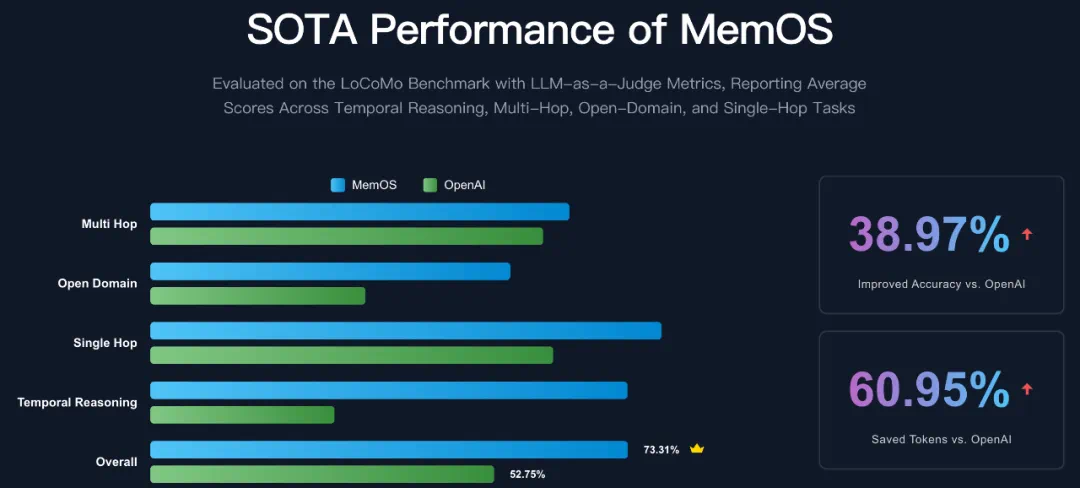 SOTA Performance of MemOS
Evaluated on the LoCoMo Benchmark with LLM-as-a-Judge Metrics, Reporting Average
Scores Across Temporal Reasoning, Multi-Hop, Open-Domain, and Single-Hop Tasks
MemOS
OpenAI
Multi Hop
Open Domain
Single Hop
Temporal Reasoning
Overall
73.31%
52.75%
38.97%
Improved Accuracy vs. OpenAI
60.95%
Saved Tokens vs. OpenAI